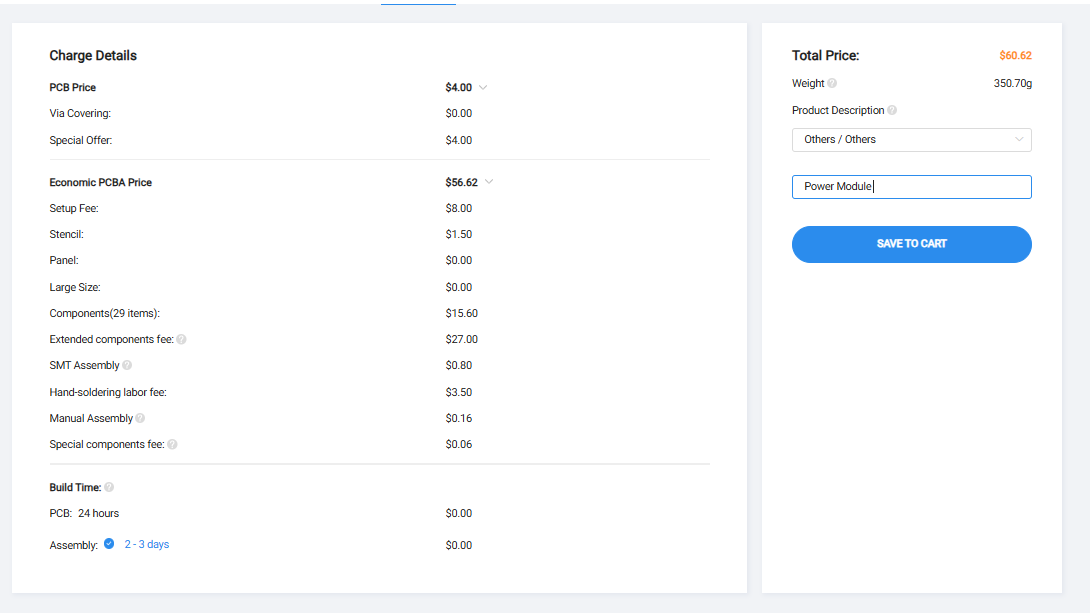 Charge Details
PCB Price $4.00
Via Covering: $0.00
Special Offer: $4.00
Economic PCBA Price $56.62
Setup Fee: $8.00
Stencil: $1.50
Panel: $0.00
Large Size: $0.00
Components(29 items): $15.60
Extended components fee: ? $27.00
SMT Assembly ? $0.80
Hand-soldering labor fee: $3.50
Manual Assembly ? $0.16
Special components fee: ? $0.06
Build Time: ?
PCB: 24 hours $0.00
Assembly: 2 - 3 days $0.00
Total Price: $60.62
Weight ? 350.70g
Product Description ?
Others / Others
Power Module
SAVE TO CART